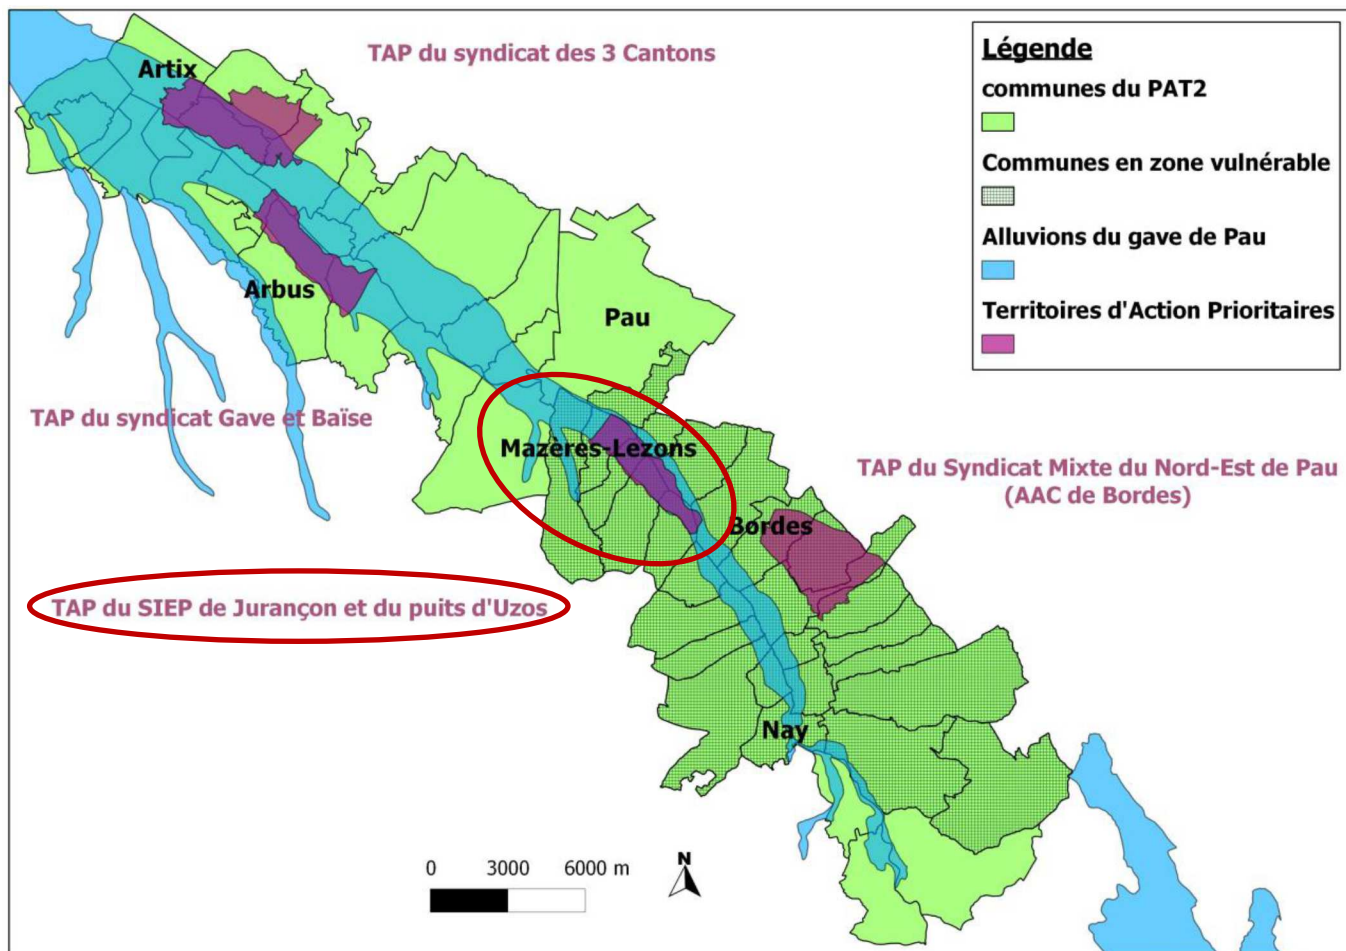 TAP du syndicat des 3 Cantons
Artix
Légende
communes du PAT2
Communes en zone vulnérable
Alluvions du gave de Pau
Territoires d'Action Prioritaires
Arbus
Pau
TAP du syndicat Gave et Baïse
Mazères-Lezons
TAP du Syndicat Mixte du Nord-Est de Pau
(AAC de Bordes)
Bordes
TAP du SIEP de Jurançon et du puits d'Uzos
Nay
0 3000 6000 m
N